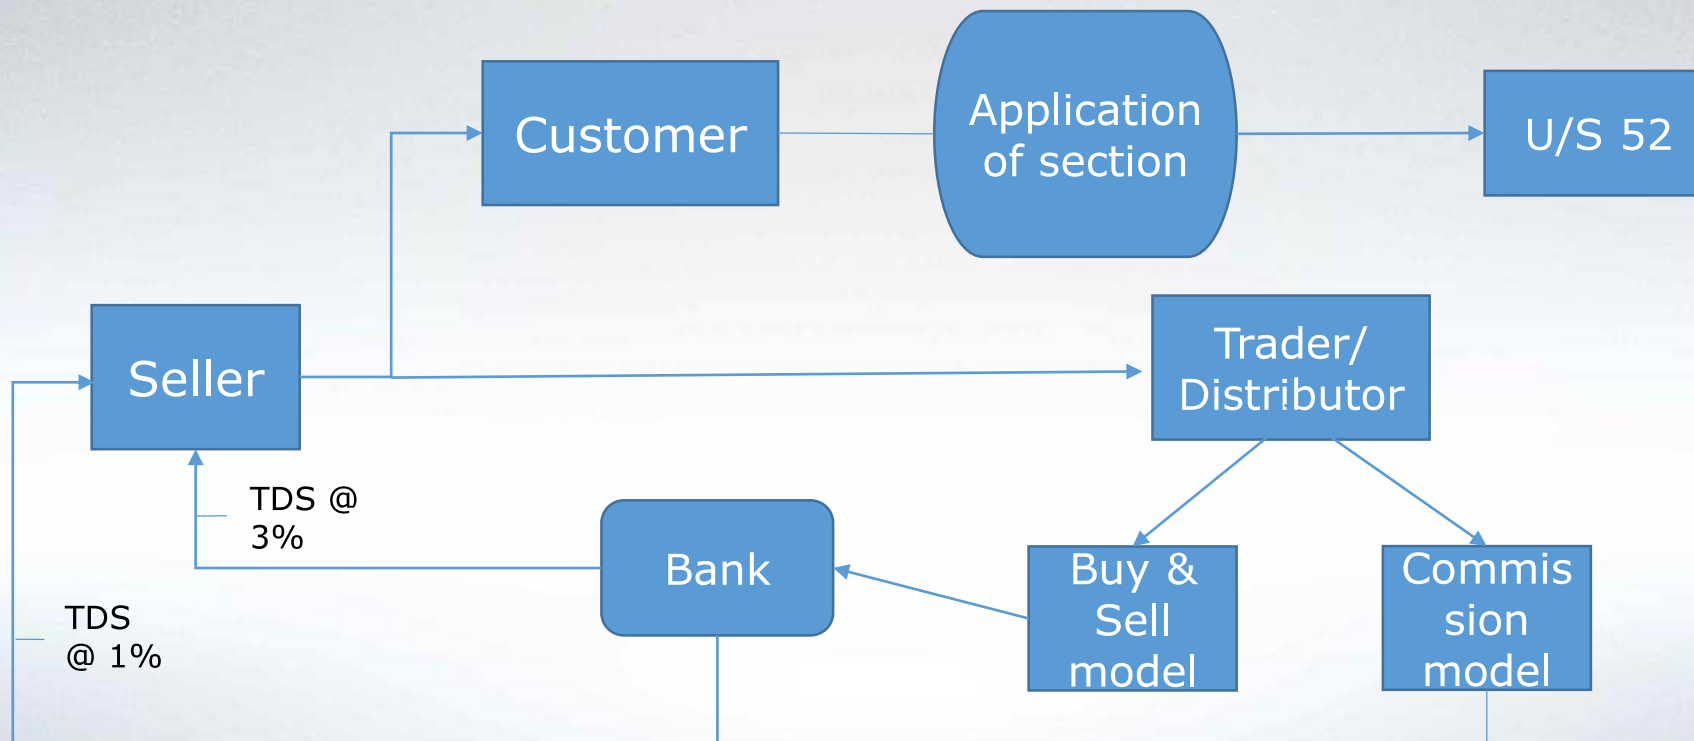 Customer
Application
of section
U/S 52
Seller
Trader/
Distributor
TDS @
3%
Bank
Buy &
Sell
model
Commis
sion
model
TDS
@ 1%